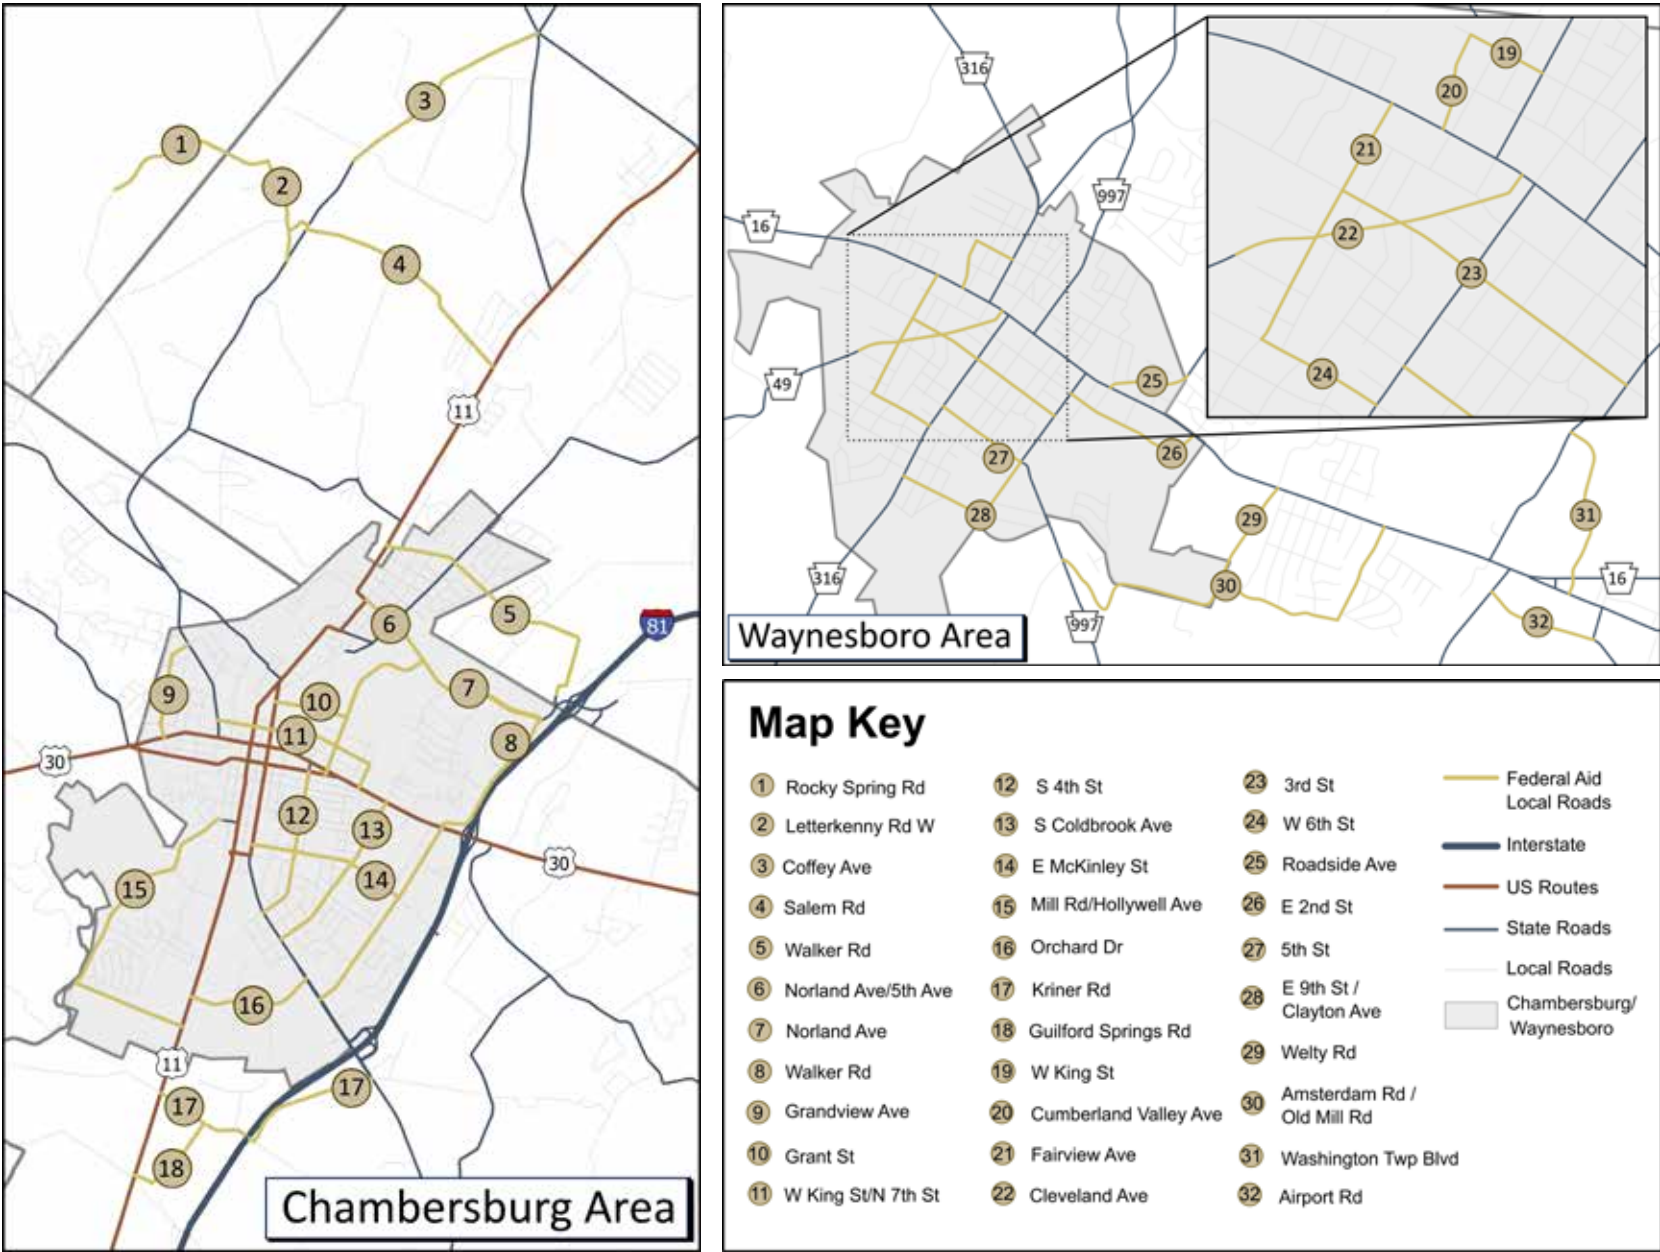 1
2
3
4
11
5
6
81
7
8
9
10
11
30
12
13
14
30
15
16
11
17
17
18
Chambersburg Area
316
997
16
49
25
26
27
28
29
30
31
32
316
997
16
19
20
21
22
23
24
Waynesboro Area
Map Key
1 Rocky Spring Rd
2 Letterkenny Rd W
3 Coffey Ave
4 Salem Rd
5 Walker Rd
6 Norland Ave/5th Ave
7 Norland Ave
8 Walker Rd
9 Grandview Ave
10 Grant St
11 W King St/N 7th St
12 S 4th St
13 S Coldbrook Ave
14 E McKinley St
15 Mill Rd/Hollywell Ave
16 Orchard Dr
17 Kriner Rd
18 Guilford Springs Rd
19 W King St
20 Cumberland Valley Ave
21 Fairview Ave
22 Cleveland Ave
23 3rd St
24 W 6th St
25 Roadside Ave
26 E 2nd St
27 5th St
28 E 9th St /
Clayton Ave
29 Welty Rd
30 Amsterdam Rd /
Old Mill Rd
31 Washington Twp Blvd
32 Airport Rd
Federal Aid
Local Roads
Interstate
US Routes
State Roads
Local Roads
Chambersburg/
Waynesboro